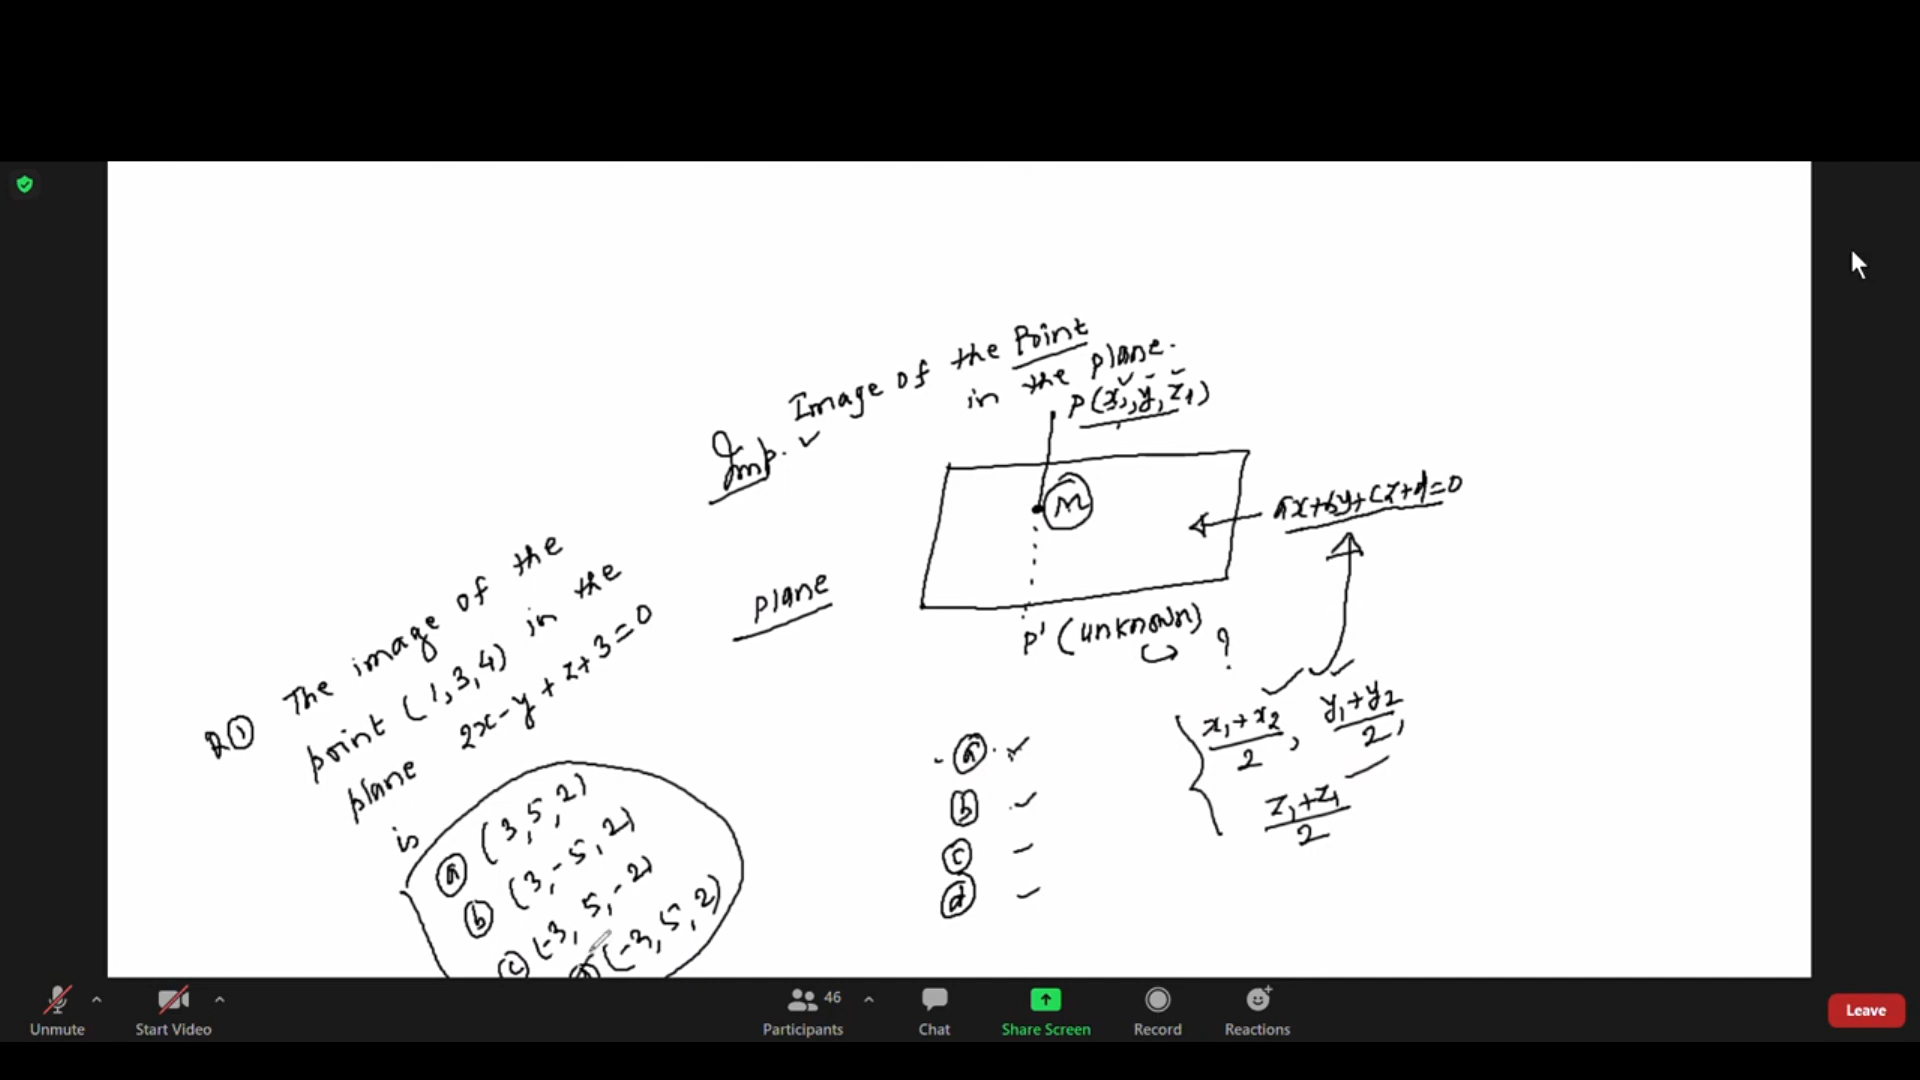 Image of the Point
in the plane.
Imp.
P(x₁, y₁, z₁)
M
ax+by+cz+d=0
plane
P' (unknown)
?
Q① The image of the
point (1,3,4) in the
plane 2x-y+z+3=0
is
ⓐ (3,5,2)
ⓑ (3,-5,2)
ⓒ (-3,5,-2)
ⓓ (-3,5,2)
ⓐ
ⓑ
ⓒ
ⓓ
x₁+x₂/2, y₁+y₂/2,
z₁+z₁/2
Unmute
Start Video
46
Participants
Chat
Share Screen
Record
Reactions
Leave